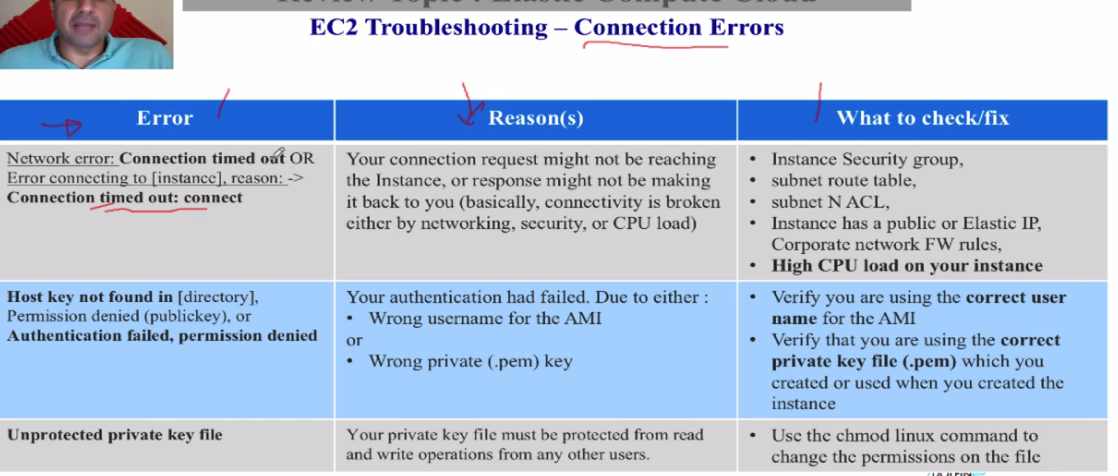 Review Topic : Elastic Compute Cloud
EC2 Troubleshooting – Connection Errors
Error
Reason(s)
What to check/fix
Network error: Connection timed out OR
Error connecting to [instance], reason: ->
Connection timed out: connect
Your connection request might not be reaching
the Instance, or response might not be making
it back to you (basically, connectivity is broken
either by networking, security, or CPU load)
• Instance Security group,
• subnet route table,
• subnet N ACL,
• Instance has a public or Elastic IP,
Corporate network FW rules,
• High CPU load on your instance
Host key not found in [directory],
Permission denied (publickey), or
Authentication failed, permission denied
Your authentication had failed. Due to either :
• Wrong username for the AMI
or
• Wrong private (.pem) key
• Verify you are using the correct user
name for the AMI
• Verify that you are using the correct
private key file (.pem) which you
created or used when you created the
instance
Unprotected private key file
Your private key file must be protected from read
and write operations from any other users.
• Use the chmod linux command to
change the permissions on the file